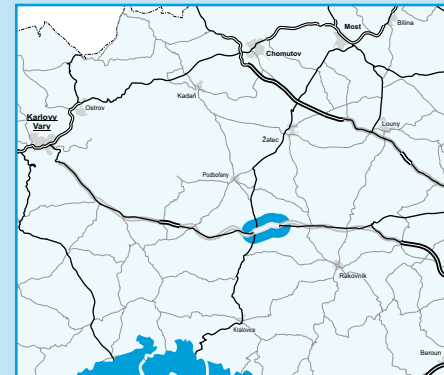 Most
Bílina
Chomutov
Kadaň
Ostrov
Karlovy
Vary
Louny
Žatec
Podbořany
Rakovník
Kralovice
Beroun